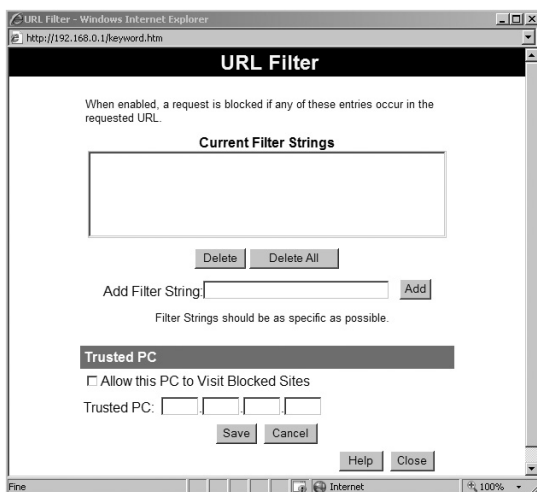 URL Filter - Windows Internet Explorer
http://192.168.0.1/keyword.htm
URL Filter
When enabled, a request is blocked if any of these entries occur in the
requested URL.
Current Filter Strings
Delete Delete All
Add Filter String: Add
Filter Strings should be as specific as possible.
Trusted PC
Allow this PC to Visit Blocked Sites
Trusted PC: . . .
Save Cancel
Help Close
Fine Internet 100%